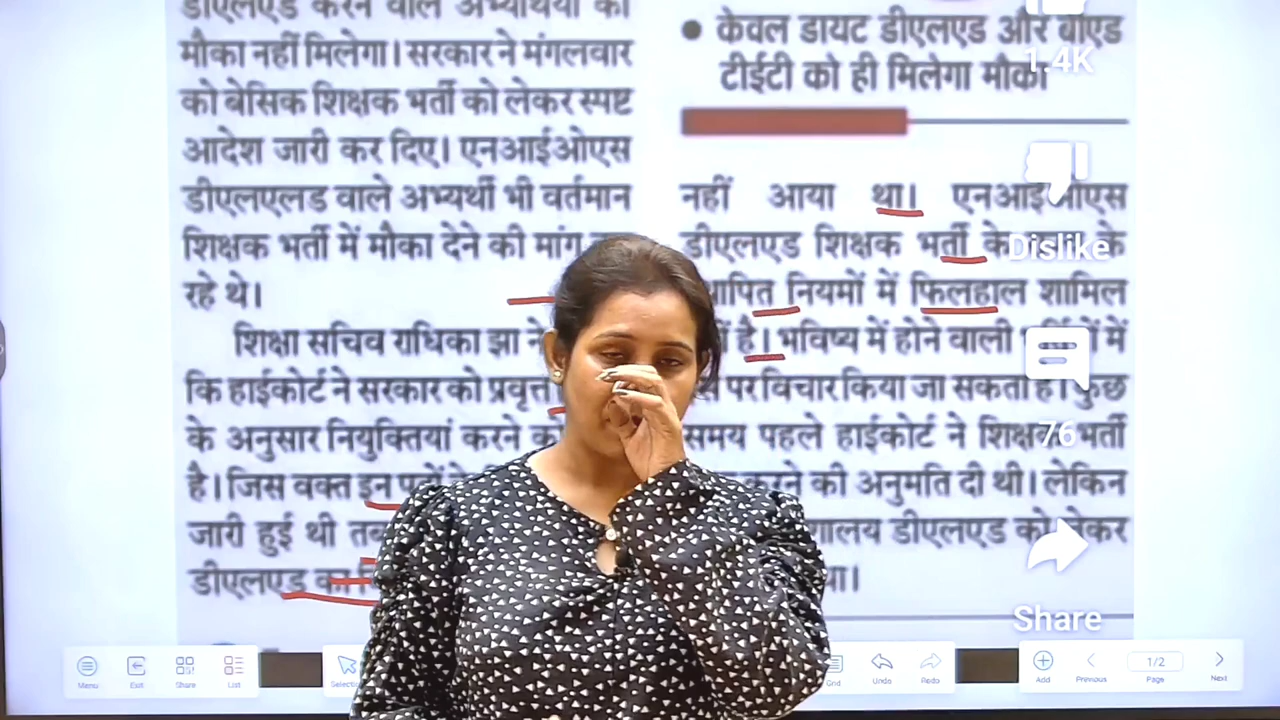 डीएलएड करने वाले अभ्यर्थियों को
मौका नहीं मिलेगा। सरकार ने मंगलवार
को बेसिक शिक्षक भर्ती को लेकर स्पष्ट
आदेश जारी कर दिए। एनआईओएस
डीएलएलड वाले अभ्यर्थी भी वर्तमान
शिक्षक भर्ती में मौका देने की मांग
रहे थे।
शिक्षा सचिव राधिका झा ने
कि हाईकोर्ट ने सरकार को प्रवृत्त
के अनुसार नियुक्तियां करने को
है। जिस वक्त इन
जारी हुई थी
डीएलएड का
केवल डायट डीएलएड और बीएड
टीईटी को ही मिलेगा मौका
नहीं आया था। एनआइओएस
डीएलएड शिक्षक भर्ती के के
नियमों में फिलहाल शामिल
है। भविष्य में होने वाली में
पर विचार किया जा सकता है। कुछ
समय पहले हाईकोर्ट ने शिक्षक भर्ती
करने की अनुमति दी थी। लेकिन
डीएलएड को लेकर
था।
1.4K
Dislike
76
Share
Menu
Exit
Share
List
Undo
Redo
Add
Previous
1/2
Page
Next